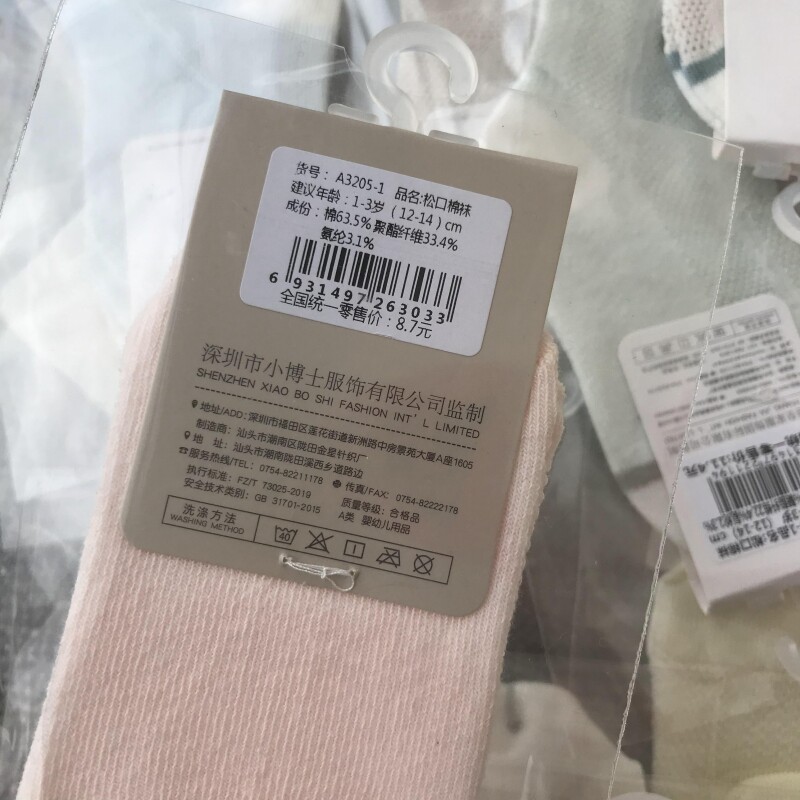 货号: A3205-1 品名:松口棉袜
建议年龄: 1-3岁 (12-14) cm
成份: 棉63.5% 聚酯纤维33.4%
氨纶3.1%
6 931497 263033
全国统一零售价: 8.7元
深圳市小博士服饰有限公司监制
SHENZHEN XIAO BO SHI FASHION INT'L LIMITED
地址/ADD:深圳市福田区莲花街道新洲路中房景苑大厦A座1605
制造商: 汕头市潮南区陇田金星针织厂
地 址: 汕头市潮南陇田溪西乡道路边
服务热线/TEL: 0754-82211178 传真/FAX: 0754-82222178
执行标准: FZ/T 73025-2019 质量等级: 合格品
安全技术类别: GB 31701-2015 A类 婴幼儿用品
洗涤方法
WASHING METHOD
40